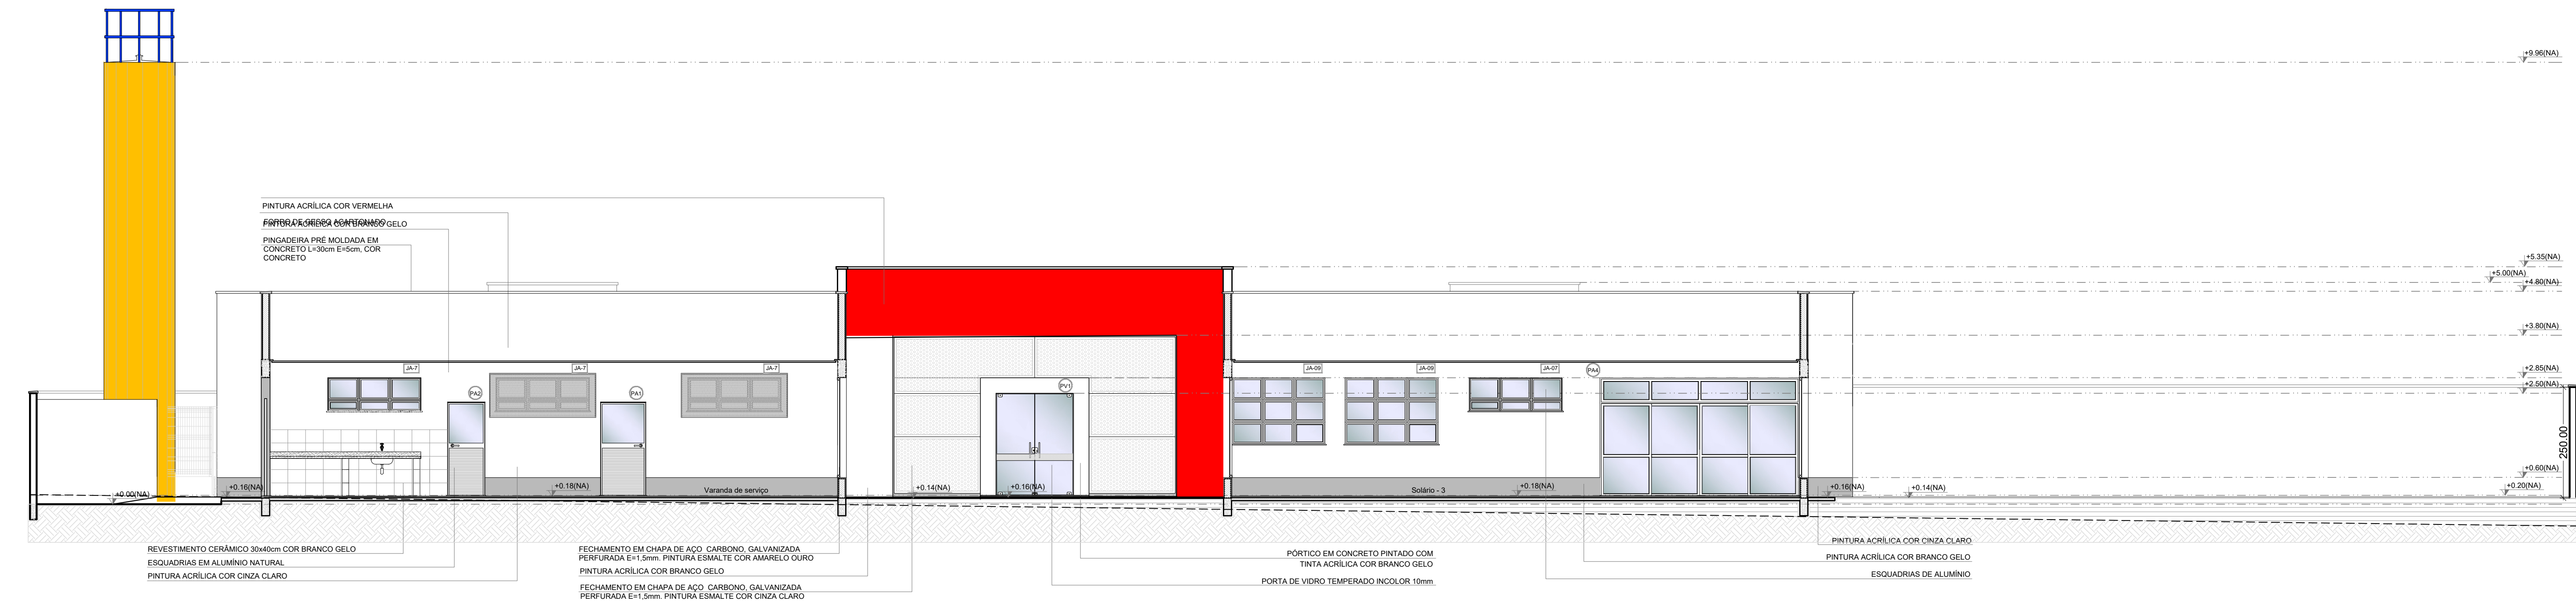 +9.96(NA)
PINTURA ACRÍLICA COR VERMELHA
FORRO DE GESSO ACARTONADO
PINTURA ACRÍLICA COR BRANCO GELO
PINGADEIRA PRÉ MOLDADA EM
CONCRETO L=30cm E=5cm, COR
CONCRETO
+5.35(NA)
+5.00(NA)
+4.80(NA)
+3.80(NA)
JA-7
JA-7
JA-7
JA-09
JA-09
JA-07
PA4
+2.85(NA)
PA2
PA1
PV1
+2.50(NA)
250.00
+0.60(NA)
+0.00(NA)
+0.16(NA)
+0.18(NA)
Varanda de serviço
+0.14(NA)
+0.16(NA)
Solário - 3
+0.18(NA)
+0.16(NA)
+0.14(NA)
+0.20(NA)
REVESTIMENTO CERÂMICO 30x40cm COR BRANCO GELO
ESQUADRIAS EM ALUMÍNIO NATURAL
PINTURA ACRÍLICA COR CINZA CLARO
FECHAMENTO EM CHAPA DE AÇO CARBONO, GALVANIZADA
PERFURADA E=1,5mm. PINTURA ESMALTE COR AMARELO OURO
PINTURA ACRÍLICA COR BRANCO GELO
FECHAMENTO EM CHAPA DE AÇO CARBONO, GALVANIZADA
PERFURADA E=1,5mm. PINTURA ESMALTE COR CINZA CLARO
PÓRTICO EM CONCRETO PINTADO COM
TINTA ACRÍLICA COR BRANCO GELO
PORTA DE VIDRO TEMPERADO INCOLOR 10mm
PINTURA ACRÍLICA COR CINZA CLARO
PINTURA ACRÍLICA COR BRANCO GELO
ESQUADRIAS DE ALUMÍNIO